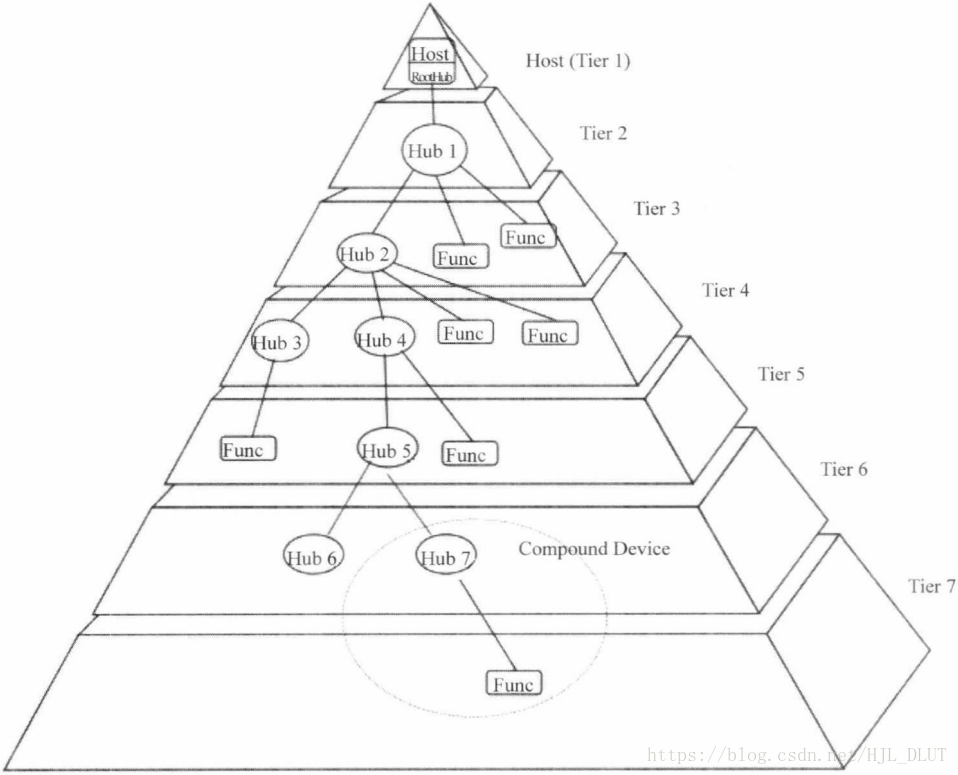 Host
RootHub
Host (Tier 1)
Hub 1
Tier 2
Hub 2
Func
Func
Tier 3
Hub 3
Hub 4
Func
Func
Tier 4
Func
Hub 5
Func
Tier 5
Hub 6
Hub 7
Compound Device
Tier 6
Func
Tier 7
https://blog.csdn.net/HJL_DLUT